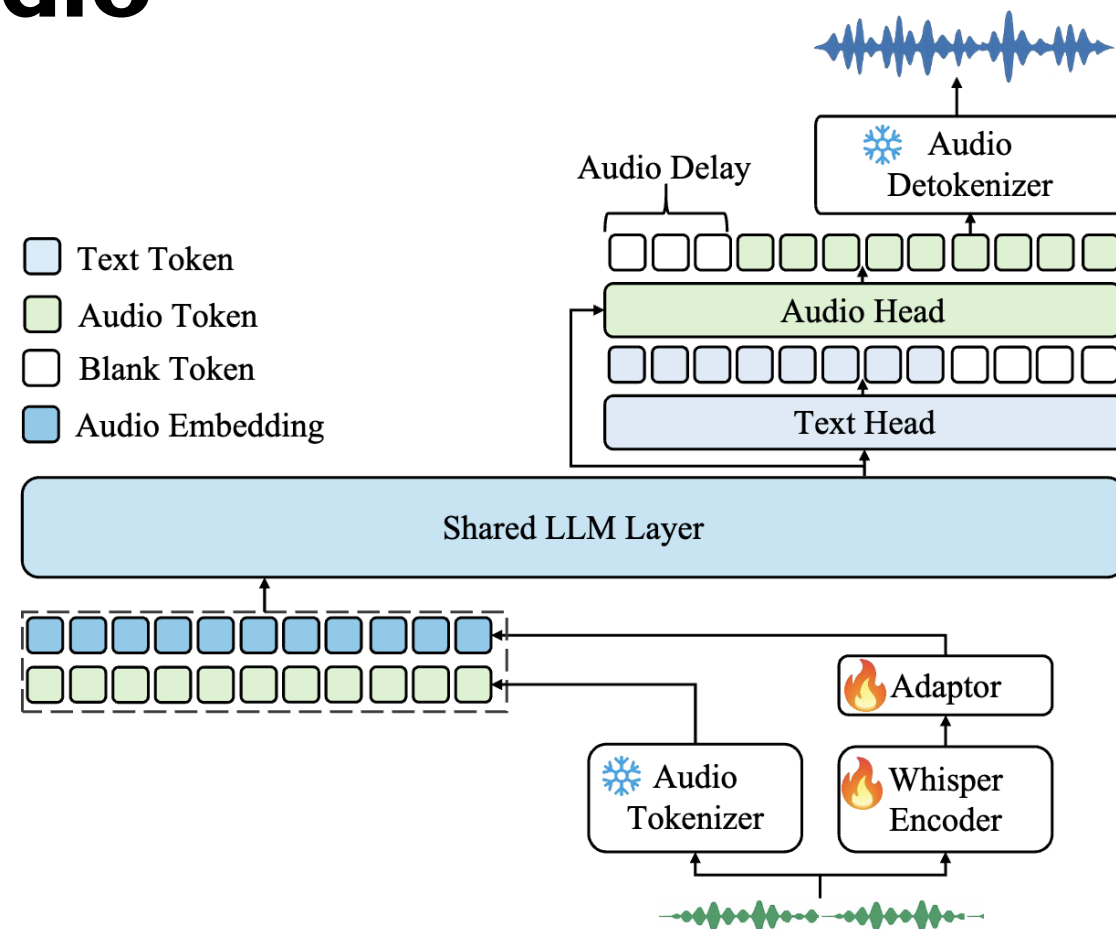 Audio Delay
Audio
Detokenizer
Text Token
Audio Token
Blank Token
Audio Embedding
Audio Head
Text Head
Shared LLM Layer
Adaptor
Audio
Tokenizer
Whisper
Encoder